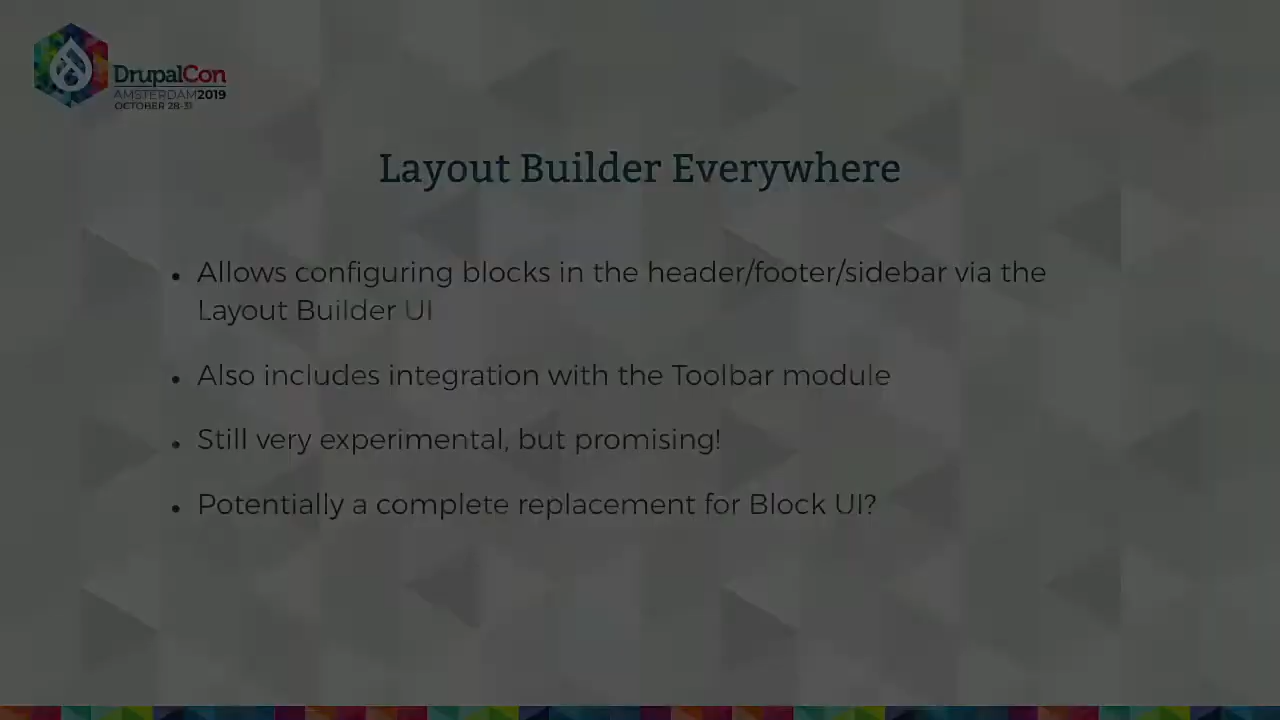 DrupalCon
AMSTERDAM2019
OCTOBER 28-31
Layout Builder Everywhere
• Allows configuring blocks in the header/footer/sidebar via the
Layout Builder UI
• Also includes integration with the Toolbar module
• Still very experimental, but promising!
• Potentially a complete replacement for Block UI?